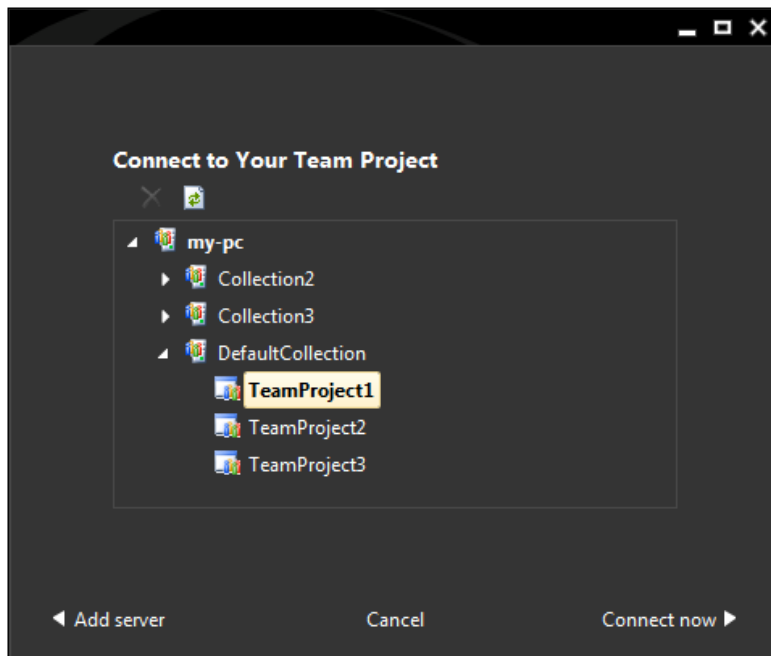 Connect to Your Team Project
my-pc
Collection2
Collection3
DefaultCollection
TeamProject1
TeamProject2
TeamProject3
Add server Cancel Connect now